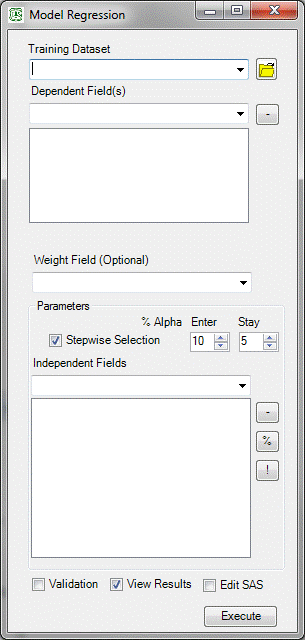 Model Regression
Training Dataset
Dependent Field(s)
-
Weight Field (Optional)
Parameters
% Alpha Enter Stay
Stepwise Selection 10 5
Independent Fields
-
%
!
Validation View Results Edit SAS
Execute